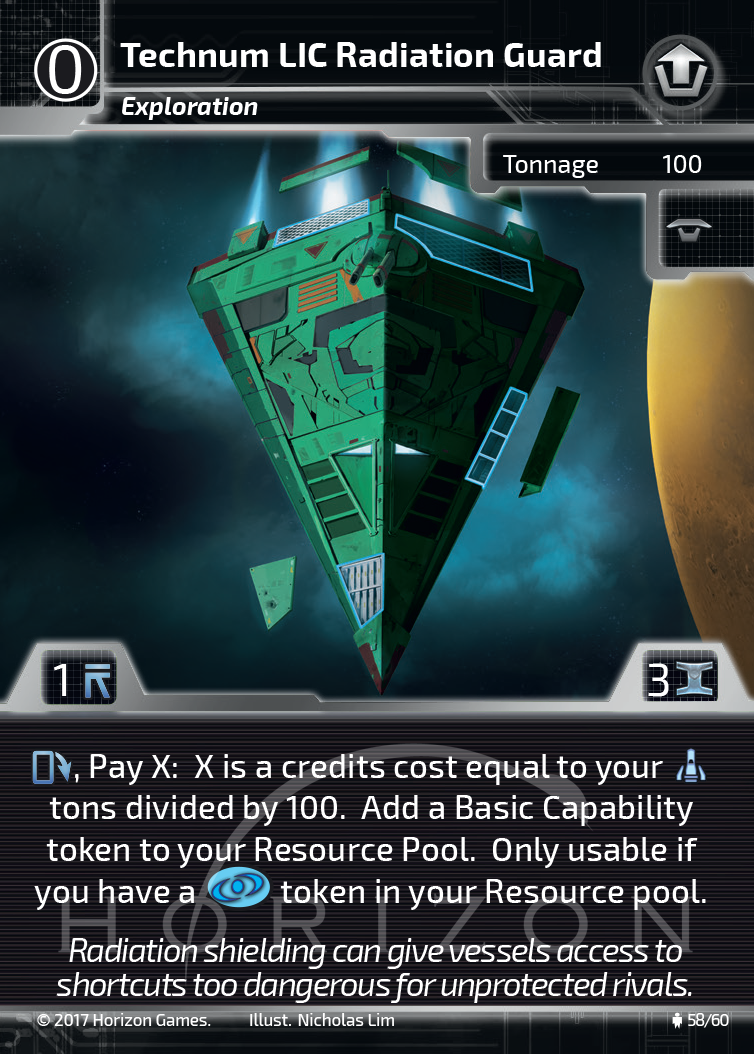 0
Technum LIC Radiation Guard
Exploration
Tonnage 100
1
3
, Pay X: X is a credits cost equal to your
tons divided by 100. Add a Basic Capability
token to your Resource Pool. Only usable if
you have a token in your Resource pool.
HORIZON
Radiation shielding can give vessels access to
shortcuts too dangerous for unprotected rivals.
© 2017 Horizon Games. Illust. Nicholas Lim 58/60